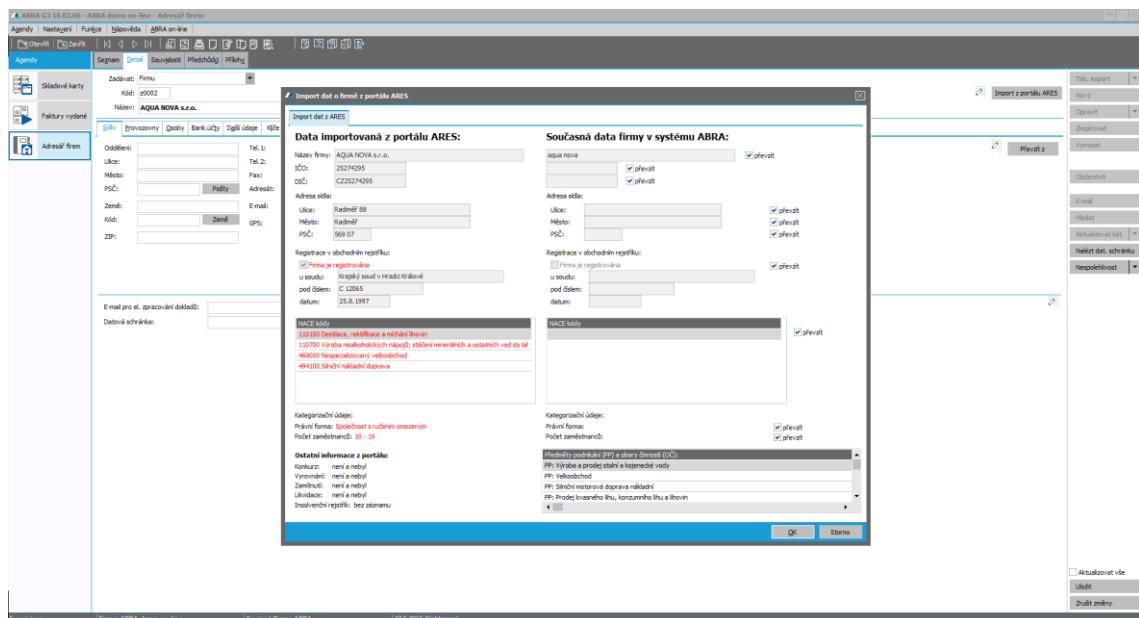 ABRA G3 16.03.06 - ABRA demo on-line - Adresář firem
Agendy Nastavení Funkce Nápověda ABRA on-line
Otevřít Zavřít
Agendy Seznam Detail Souvislosti Předchůdci Přílohy
Skladové karty
Faktury vydané
Adresář firem
Zadávat: Firmu
Kód: z0002
Název: AQUA NOVA s.r.o.
Import z portálu ARES
Sídlo Provozovny Osoby Bank.účty Další údaje Klíče
Oddělení: Tel. 1:
Převzít z
Ulice: Tel. 2:
Město: Fax:
PSČ: Pošty Adresát:
Země: E-mail:
Kód: Země GPS:
ZIP:
E-mail pro el. zpracování dokladů:
Datová schránka:
Import dat o firmě z portálu ARES
Import dat z ARES
Data importovaná z portálu ARES: Současná data firmy v systému ABRA:
Název firmy: AQUA NOVA s.r.o. aqua nova převzít
IČO: 25274295 převzít
DIČ: CZ25274295 převzít
Adresa sídla: Adresa sídla:
Ulice: Radměř 88 Ulice: převzít
Město: Radměř Město: převzít
PSČ: 569 07 PSČ: převzít
Registrace v obchodním rejstříku: Registrace v obchodním rejstříku:
Firma je registrována Firma je registrována převzít
u soudu: Krajský soud v Hradci Králové u soudu:
pod číslem: C 12065 pod číslem:
datum: 25.8.1997 datum:
NACE kódy NACE kódy
110100 Destilace, rektifikace a míchání lihovin převzít
110700 Výroba nealkoholických nápojů; stáčení minerálních a ostatních vod do lah
469000 Nespecializovaný velkoobchod
494100 Silniční nákladní doprava
Kategorizační údaje: Kategorizační údaje:
Právní forma: Společnost s ručením omezeným Právní forma: převzít
Počet zaměstnanců: 10 - 19 Počet zaměstnanců: převzít
Ostatní informace z portálu: Předměty podnikání (PP) a obory činností (OČ):
Konkurz: není a nebyl PP: Výroba a prodej stolní a kojenecké vody
Vyrovnání: není a nebyl PP: Velkoobchod
Zamítnutí: není a nebyl PP: Silniční motorová doprava nákladní
Likvidace: není a nebyl PP: Prodej kvasného lihu, konzumního lihu a lihovin
Insolvenční rejstřík: bez záznamu
OK Storno
Tisk, export
Nový
Opravit
Zkopírovat
Vymazat
Občerstvit
E-mail
Hledat
Aktualizovat kat.
Nalézt dat. schránku
Nespolehlivost
Aktualizovat vše
Uložit
Zrušit změny